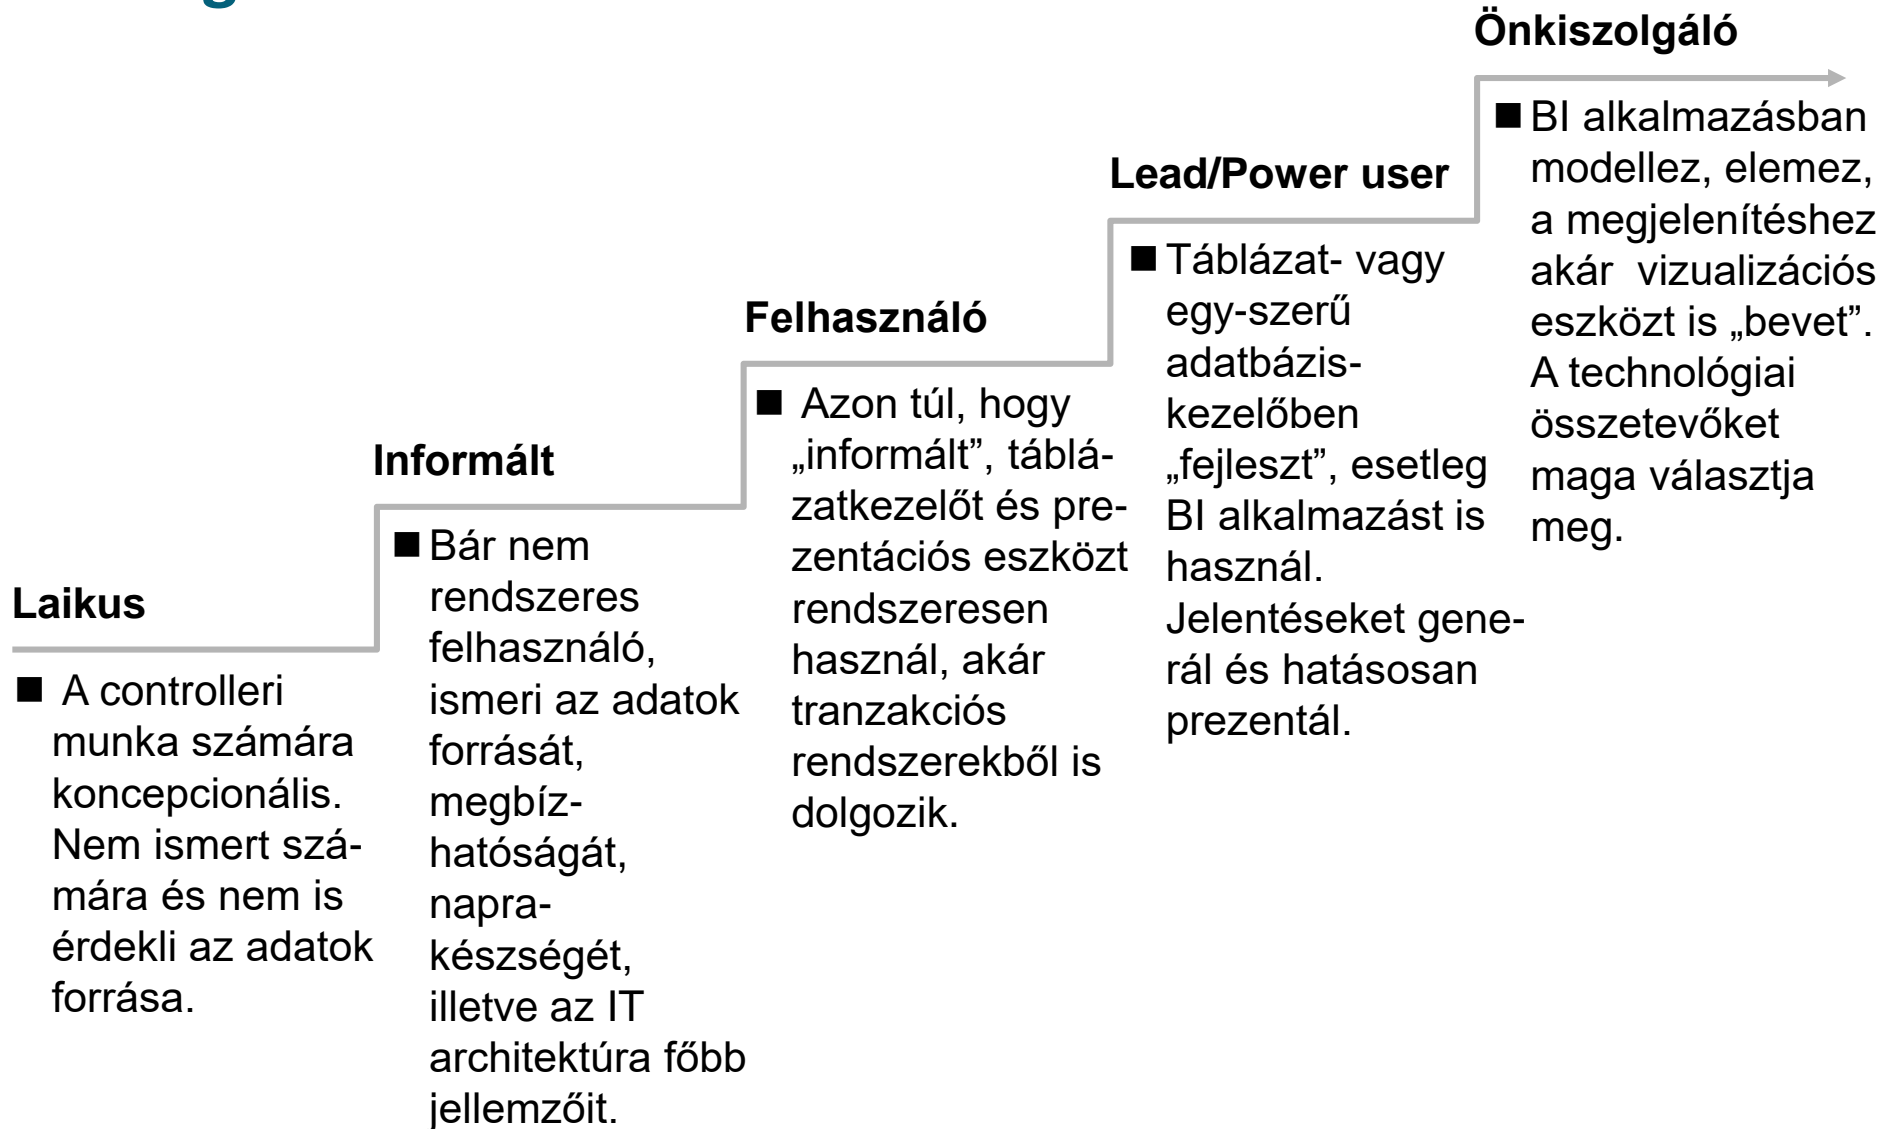 Laikus
■ A controlleri
munka számára
koncepcionális.
Nem ismert szá-
mára és nem is
érdekli az adatok
forrása.
Informált
■ Bár nem
rendszeres
felhasználó,
ismeri az adatok
forrását,
megbíz-
hatóságát,
napra-
készségét,
illetve az IT
architektúra főbb
jellemzőit.
Felhasználó
■ Azon túl, hogy
„informált”, táblá-
zatkezelőt és pre-
zentációs eszközt
rendszeresen
használ, akár
tranzakciós
rendszerekből is
dolgozik.
Lead/Power user
■ Táblázat- vagy
egy-szerű
adatbázis-
kezelőben
„fejleszt”, esetleg
BI alkalmazást is
használ.
Jelentéseket gene-
rál és hatásosan
prezentál.
Önkiszolgáló
■ BI alkalmazásban
modellez, elemez,
a megjelenítéshez
akár vizualizációs
eszközt is „bevet”.
A technológiai
összetevőket
maga választja
meg.